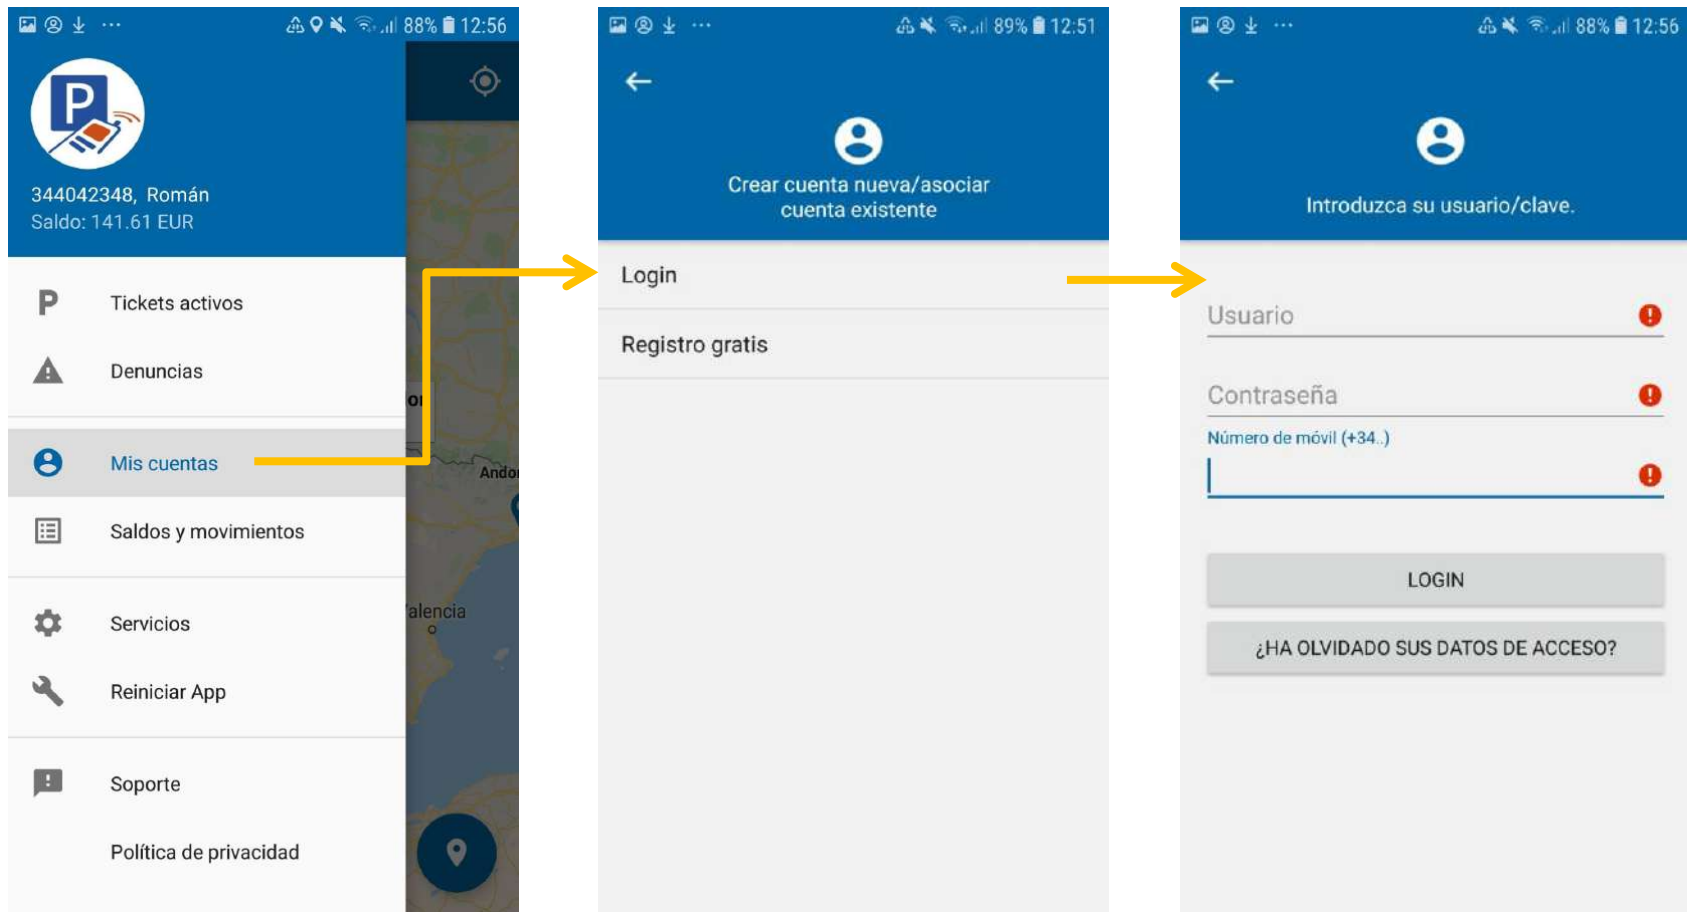 88% 12:56
P
344042348, Román
Saldo: 141.61 EUR
P Tickets activos
Denuncias
Mis cuentas
Saldos y movimientos
Servicios
Reiniciar App
Soporte
Política de privacidad
Ando
alencia
89% 12:51
Crear cuenta nueva/asociar
cuenta existente
Login
Registro gratis
88% 12:56
Introduzca su usuario/clave.
Usuario
Contraseña
Número de móvil (+34..)
LOGIN
¿HA OLVIDADO SUS DATOS DE ACCESO?